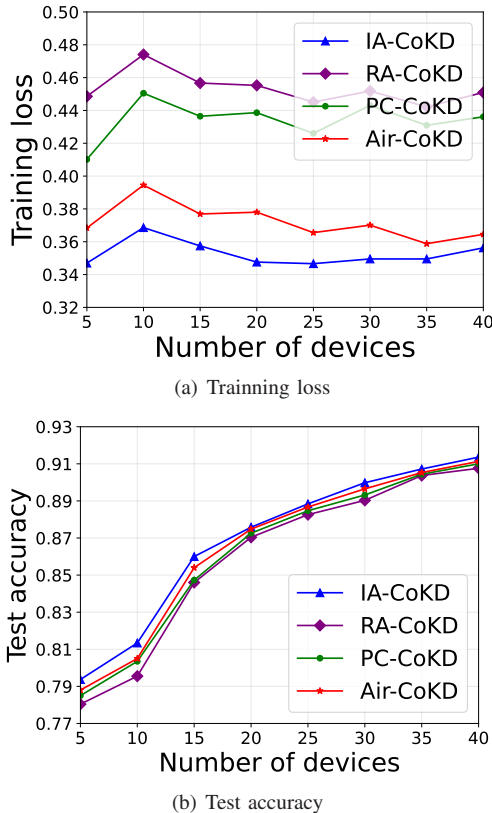 0.50
0.48
0.46
0.44
0.42
0.40
0.38
0.36
0.34
0.32
Training loss
IA-CoKD
RA-CoKD
PC-CoKD
Air-CoKD
5 10 15 20 25 30 35 40
Number of devices
(a) Trainning loss
0.93
0.91
0.89
0.87
0.85
0.83
0.81
0.79
0.77
Test accuracy
IA-CoKD
RA-CoKD
PC-CoKD
Air-CoKD
5 10 15 20 25 30 35 40
Number of devices
(b) Test accuracy